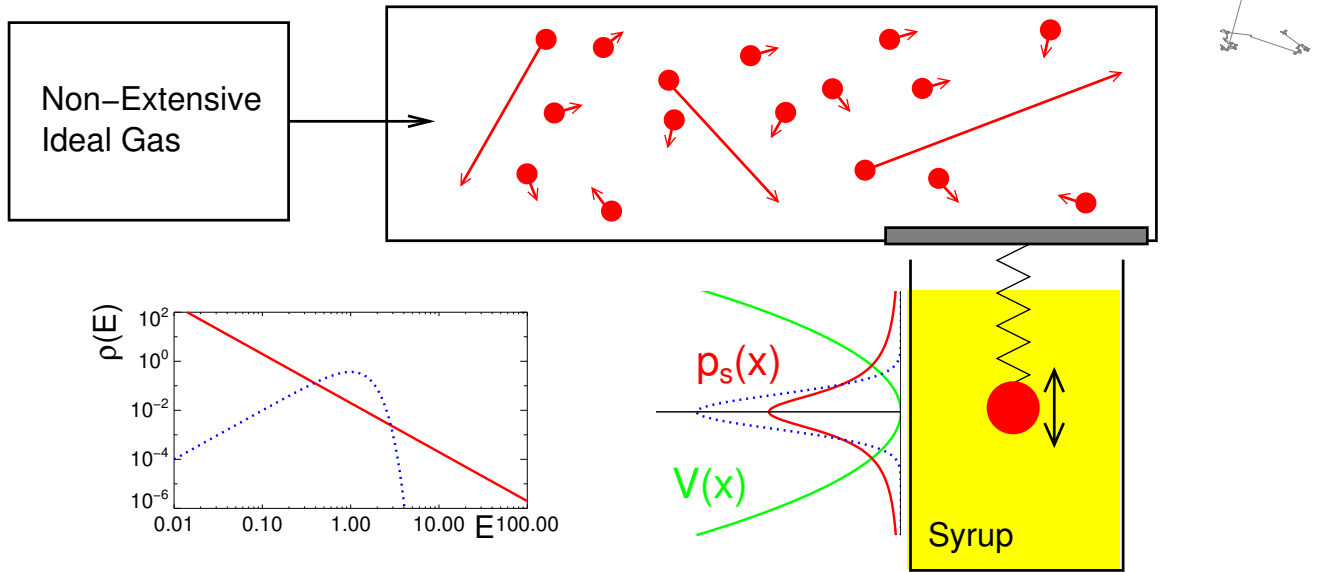 Non−Extensive
Ideal Gas
ρ(E)
10²
10⁰
10⁻²
10⁻⁴
10⁻⁶
0.01 0.10 1.00 10.00 100.00
E
pₛ(x)
V(x)
Syrup